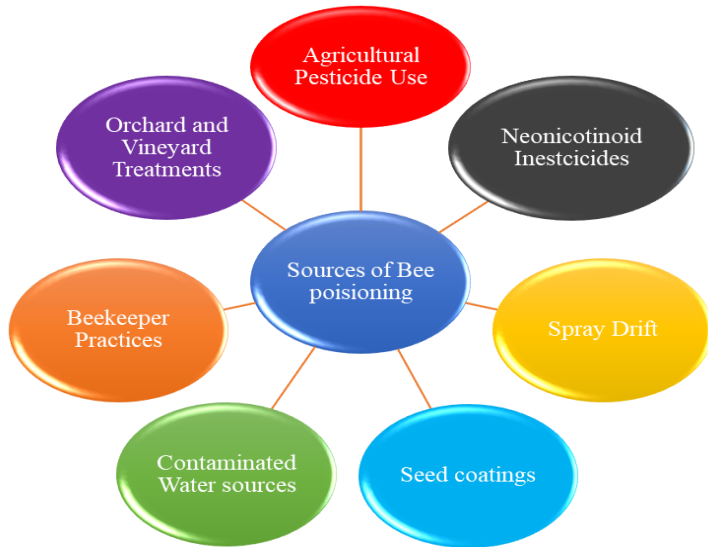 Agricultural
Pesticide Use
Orchard and
Vineyard
Treatments
Neonicotinoid
Inestcicides
Sources of Bee
poisioning
Beekeeper
Practices
Spray Drift
Contaminated
Water sources
Seed coatings